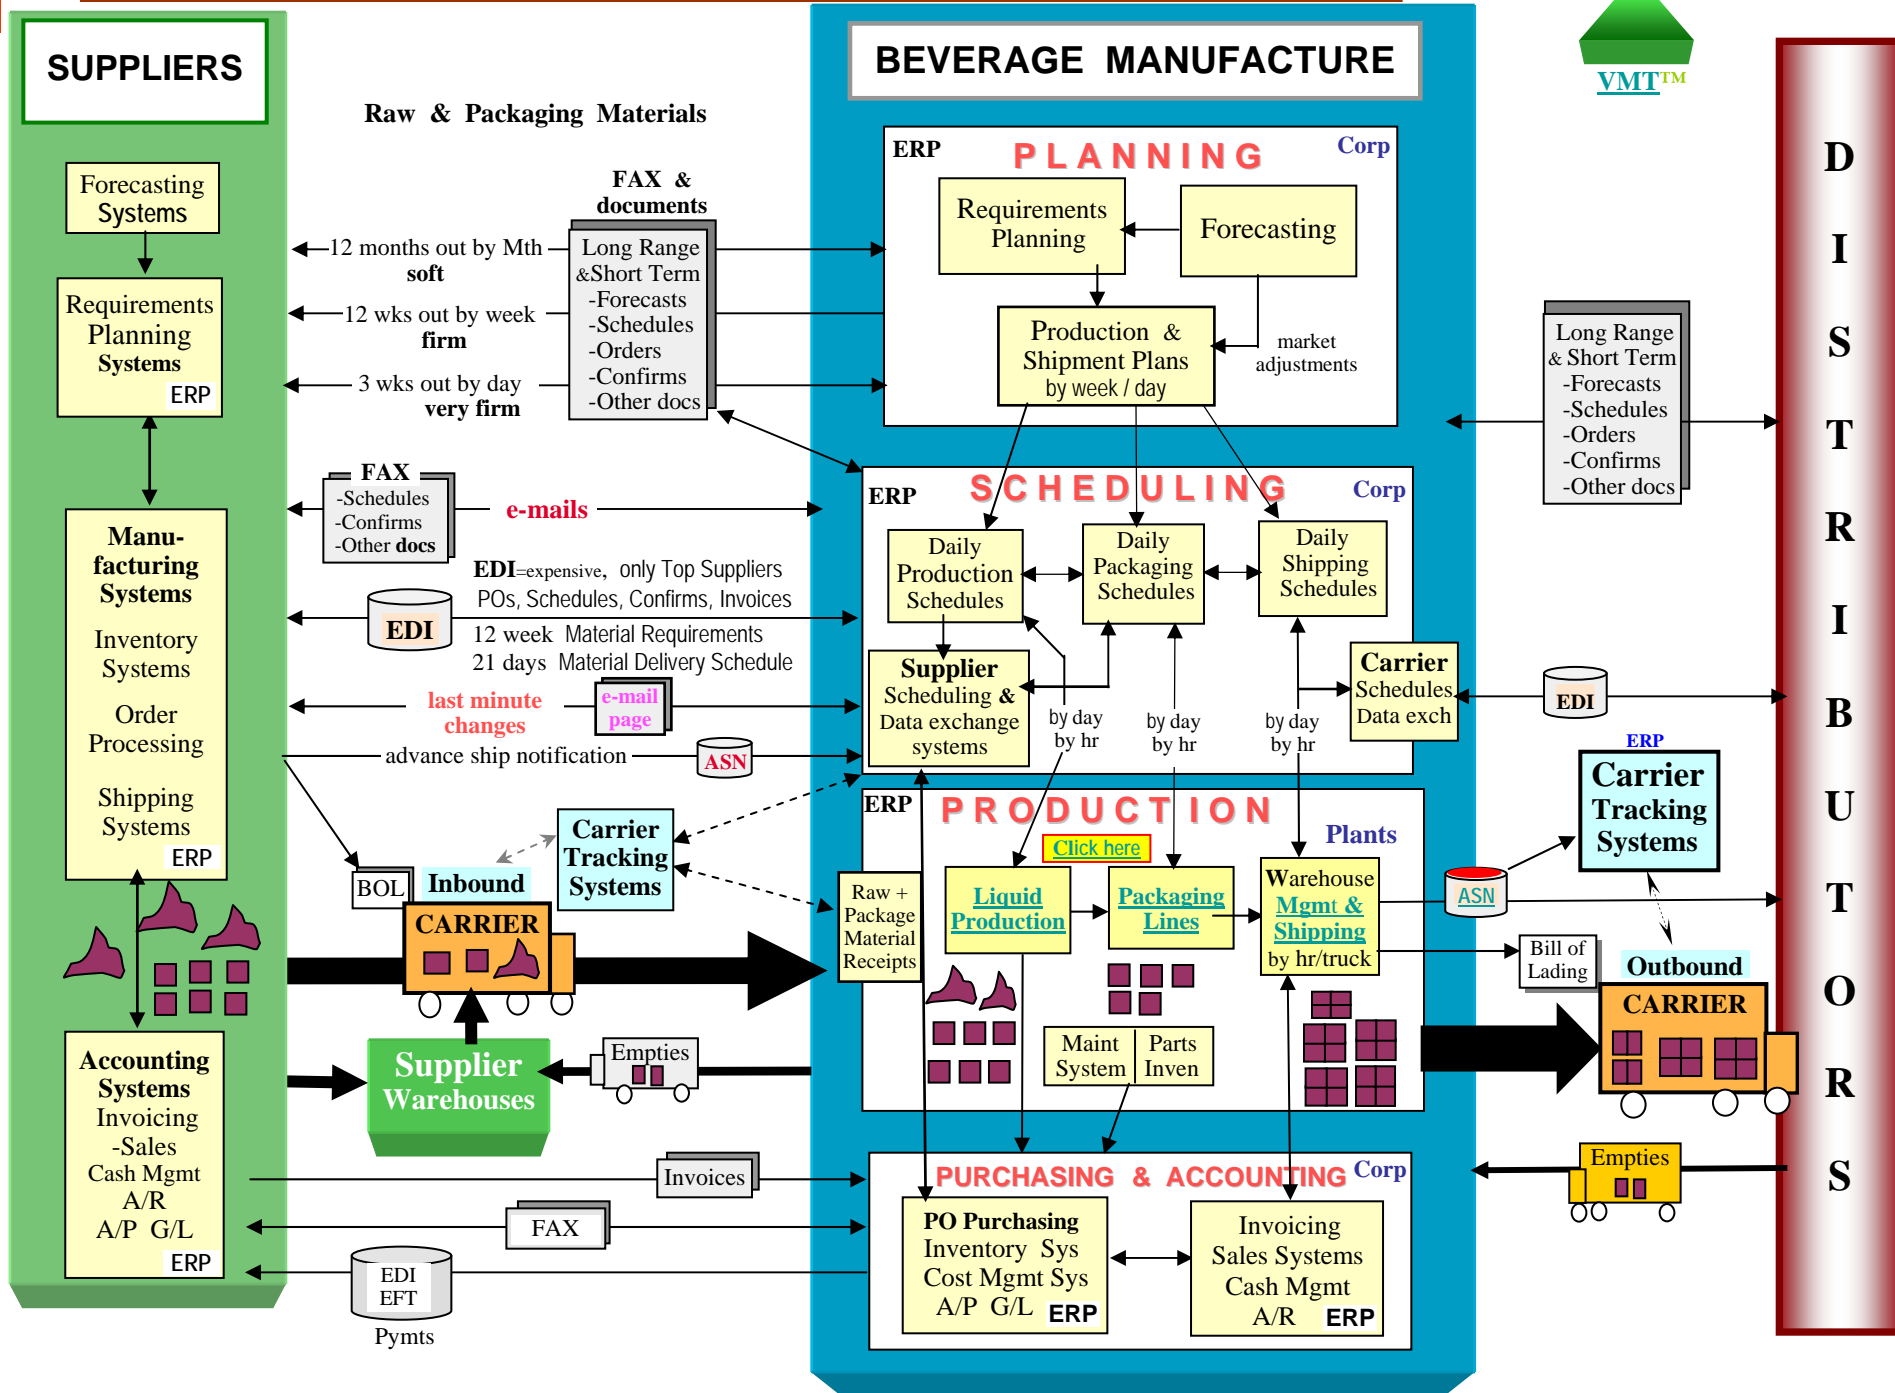 SUPPLIERS
BEVERAGE MANUFACTURE
VMT™
Raw & Packaging Materials
Forecasting
Systems
Requirements
Planning
Systems
ERP
Manu-
facturing
Systems
Inventory
Systems
Order
Processing
Shipping
Systems
ERP
Accounting
Systems
Invoicing
-Sales
Cash Mgmt
A/R
A/P G/L
ERP
FAX &
documents
12 months out by Mth
soft
12 wks out by week
firm
3 wks out by day
very firm
Long Range
&Short Term
-Forecasts
-Schedules
-Orders
-Confirms
-Other docs
FAX
-Schedules
-Confirms
-Other docs
e-mails
EDI=expensive, only Top Suppliers
POs, Schedules, Confirms, Invoices
EDI
12 week Material Requirements
21 days Material Delivery Schedule
last minute
changes
e-mail
page
advance ship notification
ASN
BOL
Inbound
CARRIER
Carrier
Tracking
Systems
Supplier
Warehouses
Empties
Invoices
FAX
EDI
EFT
Pymts
ERP
PLANNING
Corp
Requirements
Planning
Forecasting
Production &
Shipment Plans
by week / day
market
adjustments
ERP
SCHEDULING
Corp
Daily
Production
Schedules
Daily
Packaging
Schedules
Daily
Shipping
Schedules
Supplier
Scheduling &
Data exchange
systems
by day
by hr
by day
by hr
by day
by hr
Carrier
Schedules
Data exch
ERP
PRODUCTION
Plants
Click here
Raw +
Package
Material
Receipts
Liquid
Production
Packaging
Lines
Warehouse
Mgmt &
Shipping
by hr/truck
Maint
System
Parts
Inven
PURCHASING & ACCOUNTING
Corp
PO Purchasing
Inventory Sys
Cost Mgmt Sys
A/P G/L
ERP
Invoicing
Sales Systems
Cash Mgmt
A/R
ERP
Long Range
& Short Term
-Forecasts
-Schedules
-Orders
-Confirms
-Other docs
EDI
ERP
Carrier
Tracking
Systems
ASN
Bill of
Lading
Outbound
CARRIER
Empties
DISTRIBUTORS